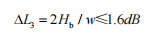 ΔL₃ = 2H_b / w⩽1.6dB